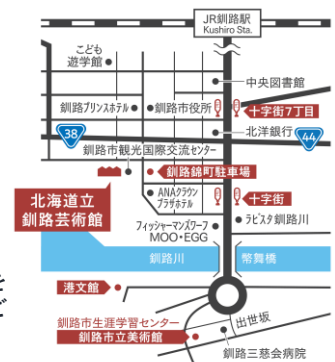 JR釧路駅
Kushiro Sta.
こども
遊学館
中央図書館
釧路プリンスホテル
釧路市役所
十字街7丁目
38
北洋銀行
44
釧路市観光国際交流センター
釧路錦町駐車場
北海道立
釧路芸術館
ANAクラウン
プラザホテル
十字街
フィッシャーマンズワーフ
MOO・EGG
ラビスタ釧路川
釧路川
幣舞橋
港文館
を
ど
釧路市生涯学習センター
釧路市立美術館
出世坂
釧路三慈会病院